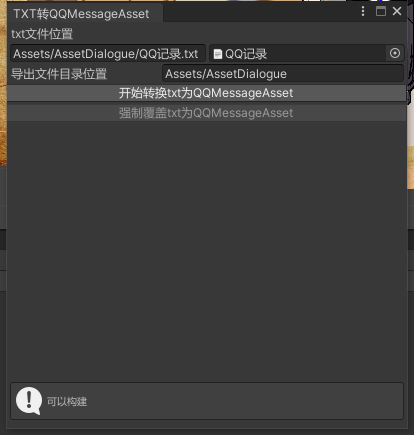 TXT转QQMessageAsset
txt文件位置
Assets/AssetDialogue/QQ记录.txt QQ记录
导出文件目录位置 Assets/AssetDialogue
开始转换txt为QQMessageAsset
强制覆盖txt为QQMessageAsset
可以构建